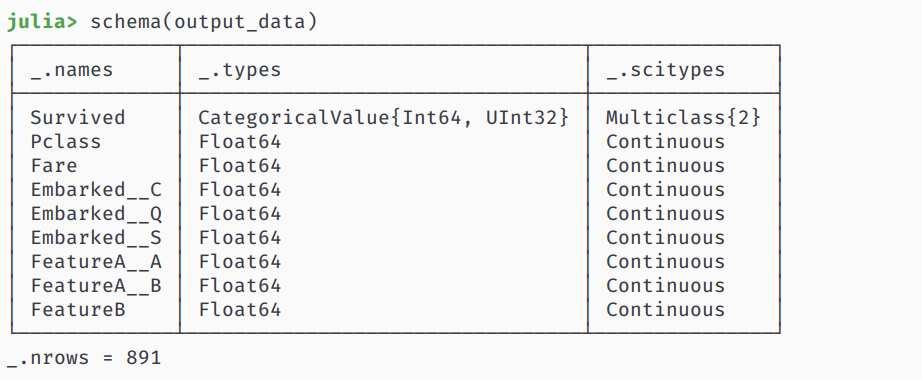 julia> schema(output_data)
_.names _.types _.scitypes
Survived CategoricalValue{Int64, UInt32} Multiclass{2}
Pclass Float64 Continuous
Fare Float64 Continuous
Embarked__C Float64 Continuous
Embarked__Q Float64 Continuous
Embarked__S Float64 Continuous
FeatureA__A Float64 Continuous
FeatureA__B Float64 Continuous
FeatureB Float64 Continuous
_.nrows = 891